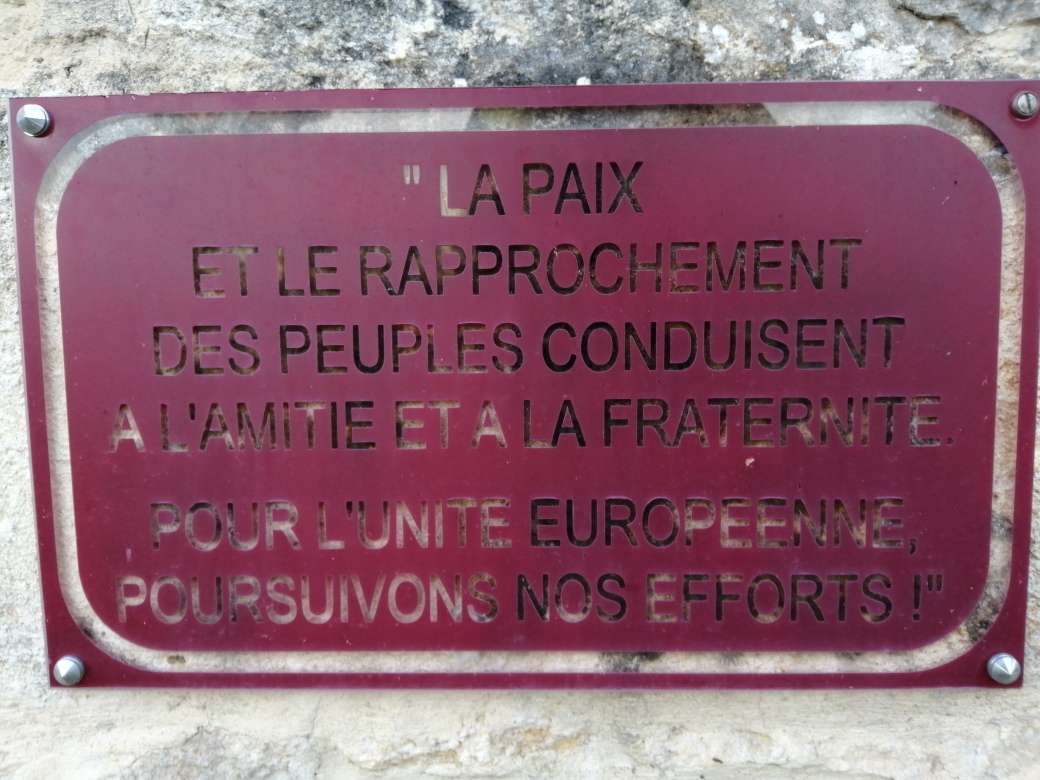 " LA PAIX
ET LE RAPPROCHEMENT
DES PEUPLES CONDUISENT
A L'AMITIE ET A LA FRATERNITE.
POUR L'UNITE EUROPEENNE,
POURSUIVONS NOS EFFORTS !"